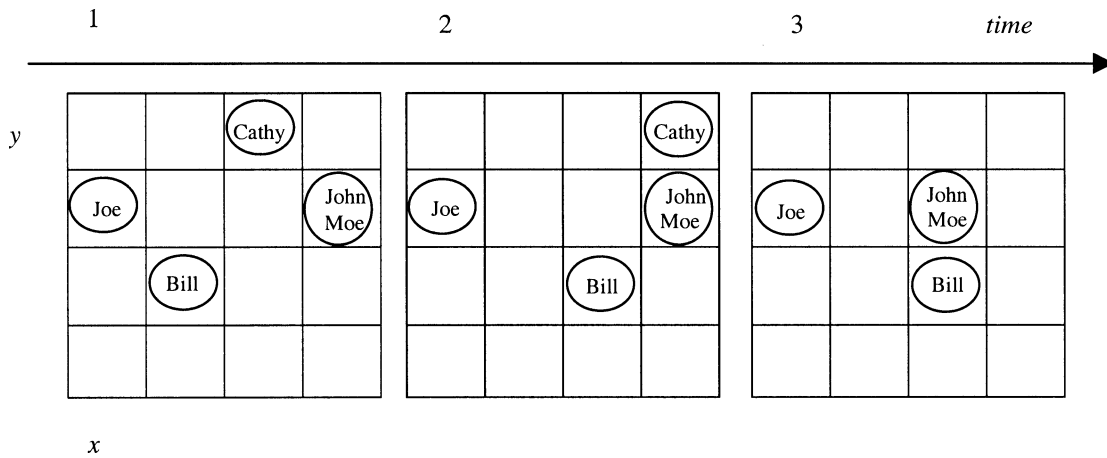 1 2 3 time
y
Cathy Cathy
Joe John Joe John Joe John
Moe Moe Moe
Bill Bill Bill
x